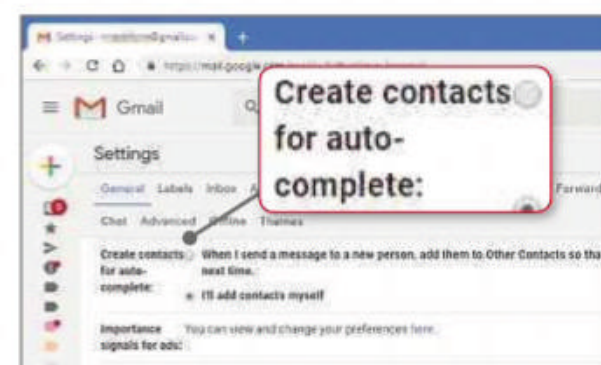 Settings
Gmail
Create contacts
for auto-
complete:
Settings
General Labels Inbox
Forward
Chat Advanced Offline Themes
Create contacts When I send a message to a new person, add them to Other Contacts so tha
for auto- next time.
complete: I'll add contacts myself
Importance You can view and change your preferences here.
signals for ads: